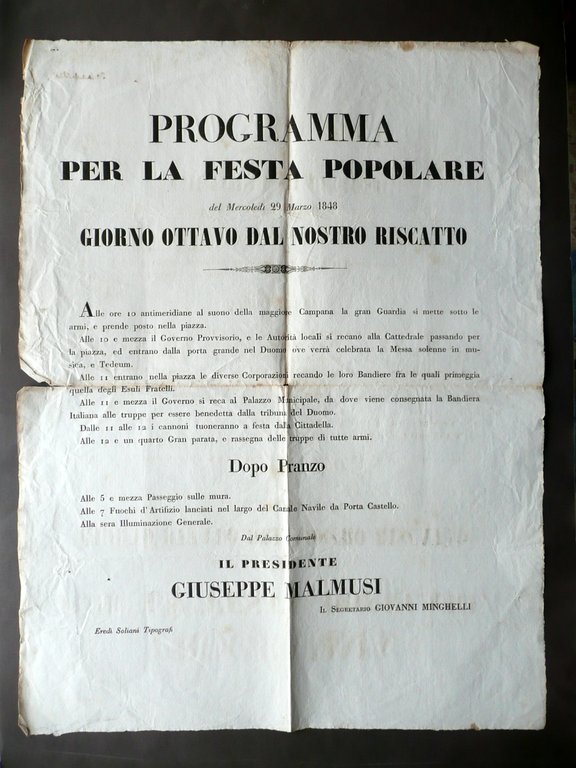 PROGRAMMA
PER LA FESTA POPOLARE
del Mercoledì 29 Marzo 1848
GIORNO OTTAVO DAL NOSTRO RISCATTO
Alle ore 10 antimeridiane al suono della maggiore Campana la gran Guardia si mette sotto le
armi, e prende posto nella piazza.
Alle 10 e mezza il Governo Provvisorio, e le Autorità locali si recano alla Cattedrale passando per
la piazza, ed entrano dalla porta grande nel Duomo ove verrà celebrata la Messa solenne in mu-
sica, e Tedeum.
Alle 11 entrano nella piazza le diverse Corporazioni recando le loro Bandiere fra le quali primeggia
quella degli Esuli Fratelli.
Alle 11 e mezza il Governo si reca al Palazzo Municipale, da dove viene consegnata la Bandiera
Italiana alle truppe per essere benedetta dalla tribuna del Duomo.
Dalle 11 alle 12 i cannoni tuoneranno a festa dalla Cittadella.
Alle 12 e un quarto Gran parata, e rassegna delle truppe di tutte armi.
Dopo Pranzo
Alle 5 e mezza Passeggio sulle mura.
Alle 7 Fuochi d'Artifizio lanciati nel largo del Canale Navile da Porta Castello.
Alla sera Illuminazione Generale.
Dal Palazzo Comunale
IL PRESIDENTE
GIUSEPPE MALMUSI
IL SEGRETARIO GIOVANNI MINGHELLI
Eredi Soliani Tipografi